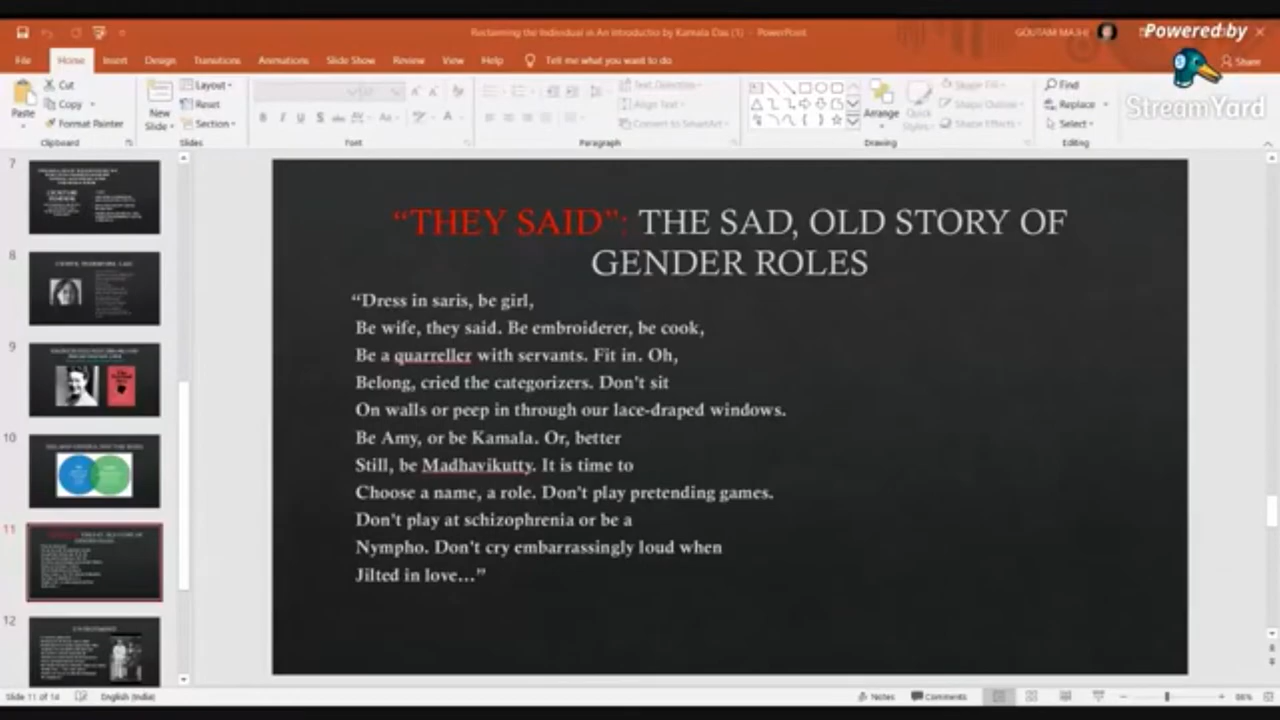 Reclaiming the Individual in An Introductio by Kamala Das (1) - PowerPoint
GOUTAM MAJHI
Powered by
StreamYard
File Home Insert Design Transitions Animations Slide Show Review View Help Tell me what you want to do Share
Paste
Cut
Copy
Format Painter
New Slide
Layout
Reset
Section
Text Direction
Align Text
Convert to SmartArt
Arrange
Quick Styles
Shape Fill
Shape Outline
Shape Effects
Find
Replace
Select
Clipboard Slides Font Paragraph Drawing Editing
7
8
9
10
11
12
“THEY SAID”: THE SAD, OLD STORY OF
GENDER ROLES
“Dress in saris, be girl,
Be wife, they said. Be embroiderer, be cook,
Be a quarreller with servants. Fit in. Oh,
Belong, cried the categorizers. Don't sit
On walls or peep in through our lace-draped windows.
Be Amy, or be Kamala. Or, better
Still, be Madhavikutty. It is time to
Choose a name, a role. Don't play pretending games.
Don't play at schizophrenia or be a
Nympho. Don't cry embarrassingly loud when
Jilted in love...”
Slide 11 of 14 English (India) Notes Comments